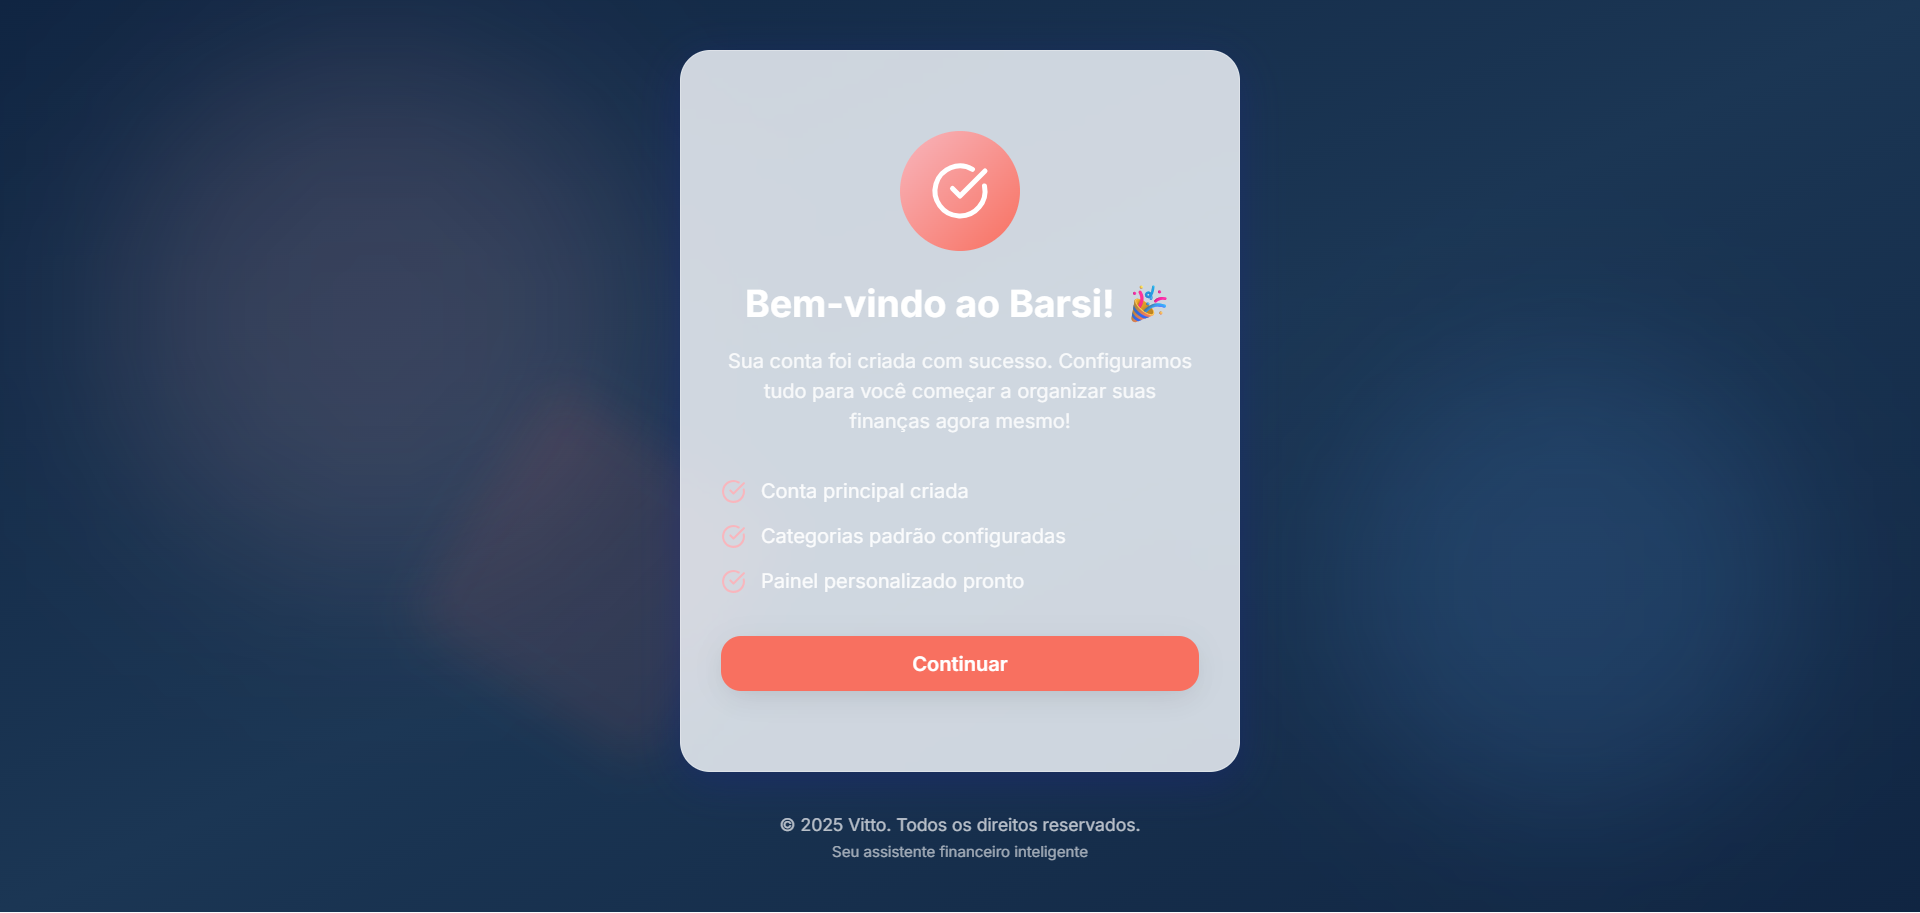 Bem-vindo ao Barsi! 🎉
Sua conta foi criada com sucesso. Configuramos
tudo para você começar a organizar suas
finanças agora mesmo!
Conta principal criada
Categorias padrão configuradas
Painel personalizado pronto
Continuar
© 2025 Vitto. Todos os direitos reservados.
Seu assistente financeiro inteligente